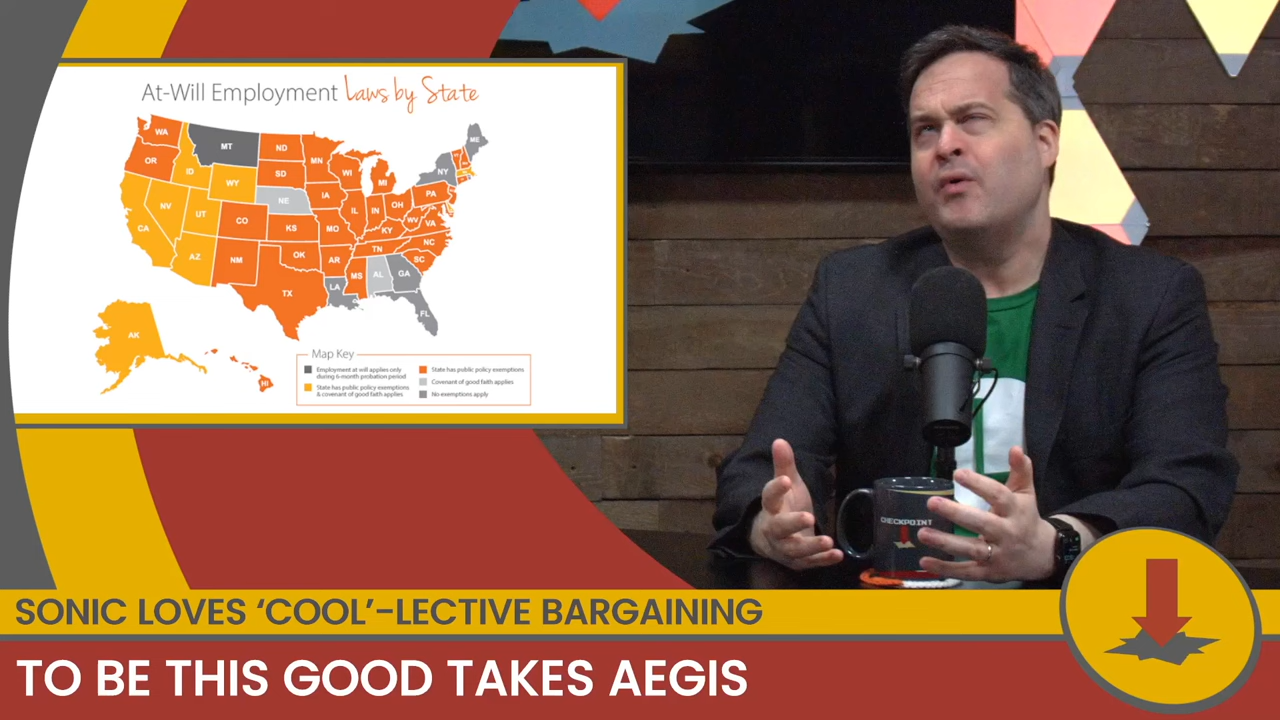 At-Will Employment Laws by State
WA
MT
ND
MN
ME
OR
ID
SD
WI
NY
WY
MI
NV
NE
IA
PA
UT
CO
IL
IN
OH
WV
VA
CA
KS
MO
KY
NC
AZ
NM
OK
AR
TN
SC
TX
MS
AL
GA
LA
FL
AK
HI
Map Key
Employment at will applies only
during 6-month probation period
State has public policy exemptions
& covenant of good faith applies
State has public policy exemptions
Covenant of good faith applies
No exemptions apply
CHECKPOINT
SONIC LOVES ‘COOL’-LECTIVE BARGAINING
TO BE THIS GOOD TAKES AEGIS